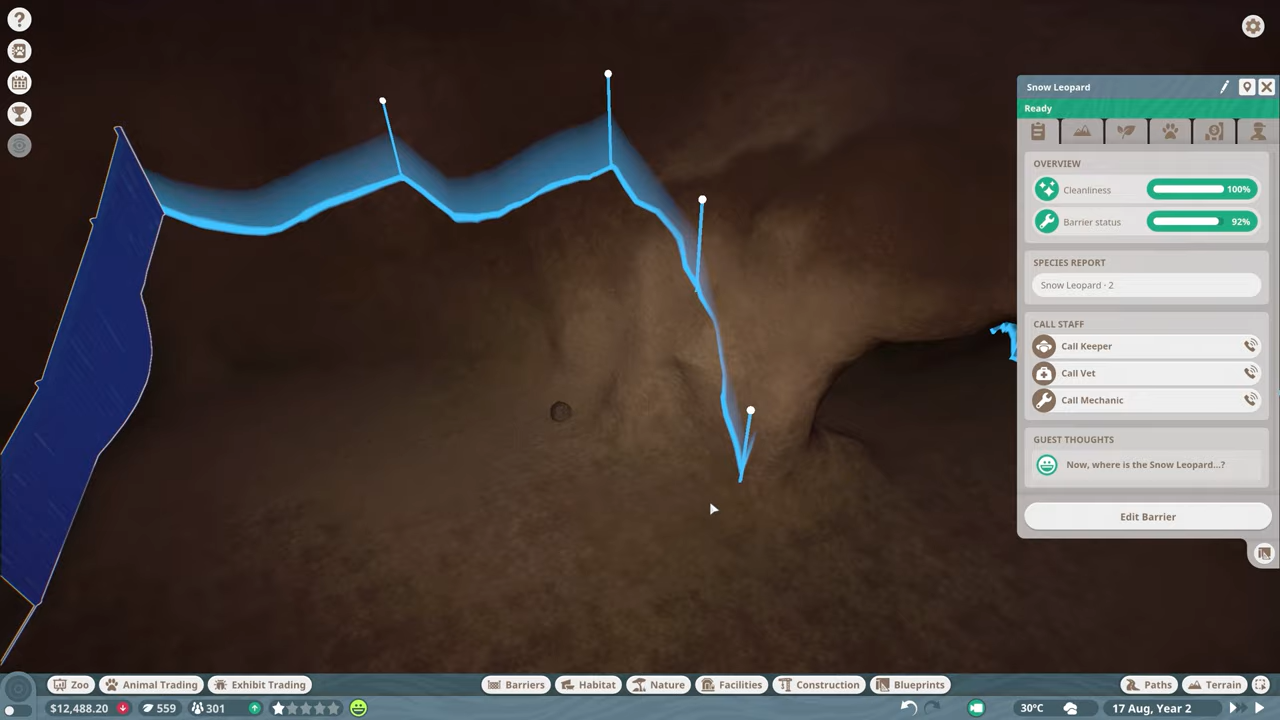 Snow Leopard
Ready
OVERVIEW
Cleanliness 100%
Barrier status 92%
SPECIES REPORT
Snow Leopard · 2
CALL STAFF
Call Keeper
Call Vet
Call Mechanic
GUEST THOUGHTS
Now, where is the Snow Leopard...?
Edit Barrier
Zoo Animal Trading Exhibit Trading Barriers Habitat Nature Facilities Construction Blueprints Paths Terrain
$12,488.20 559 301 30°C 17 Aug, Year 2